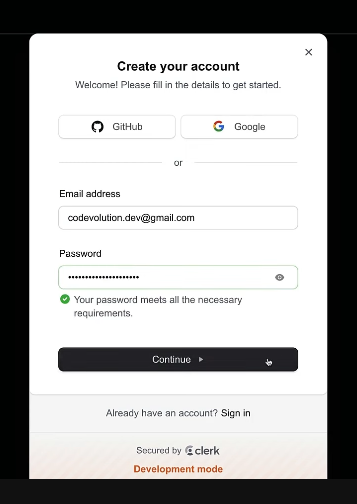 Create your account
Welcome! Please fill in the details to get started.
GitHub
Google
or
Email address
codevolution.dev@gmail.com
Password
•••••••••••••••••••••
Your password meets all the necessary
requirements.
Continue
Already have an account? Sign in
Secured by clerk
Development mode